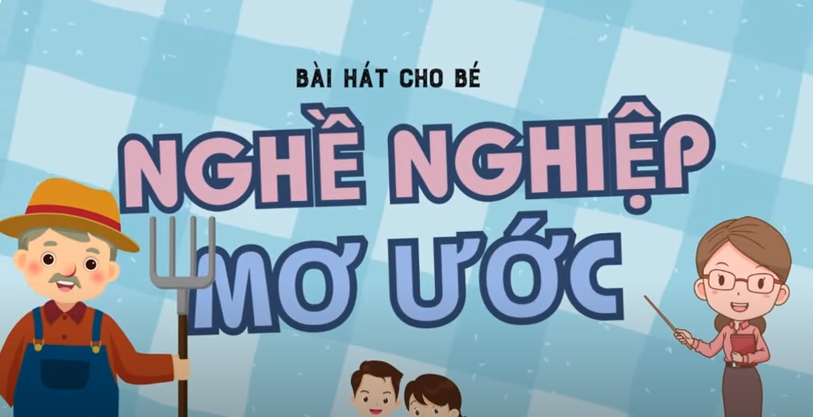 BÀI HÁT CHO BÉ
NGHỀ NGHIỆP
MƠ ƯỚC